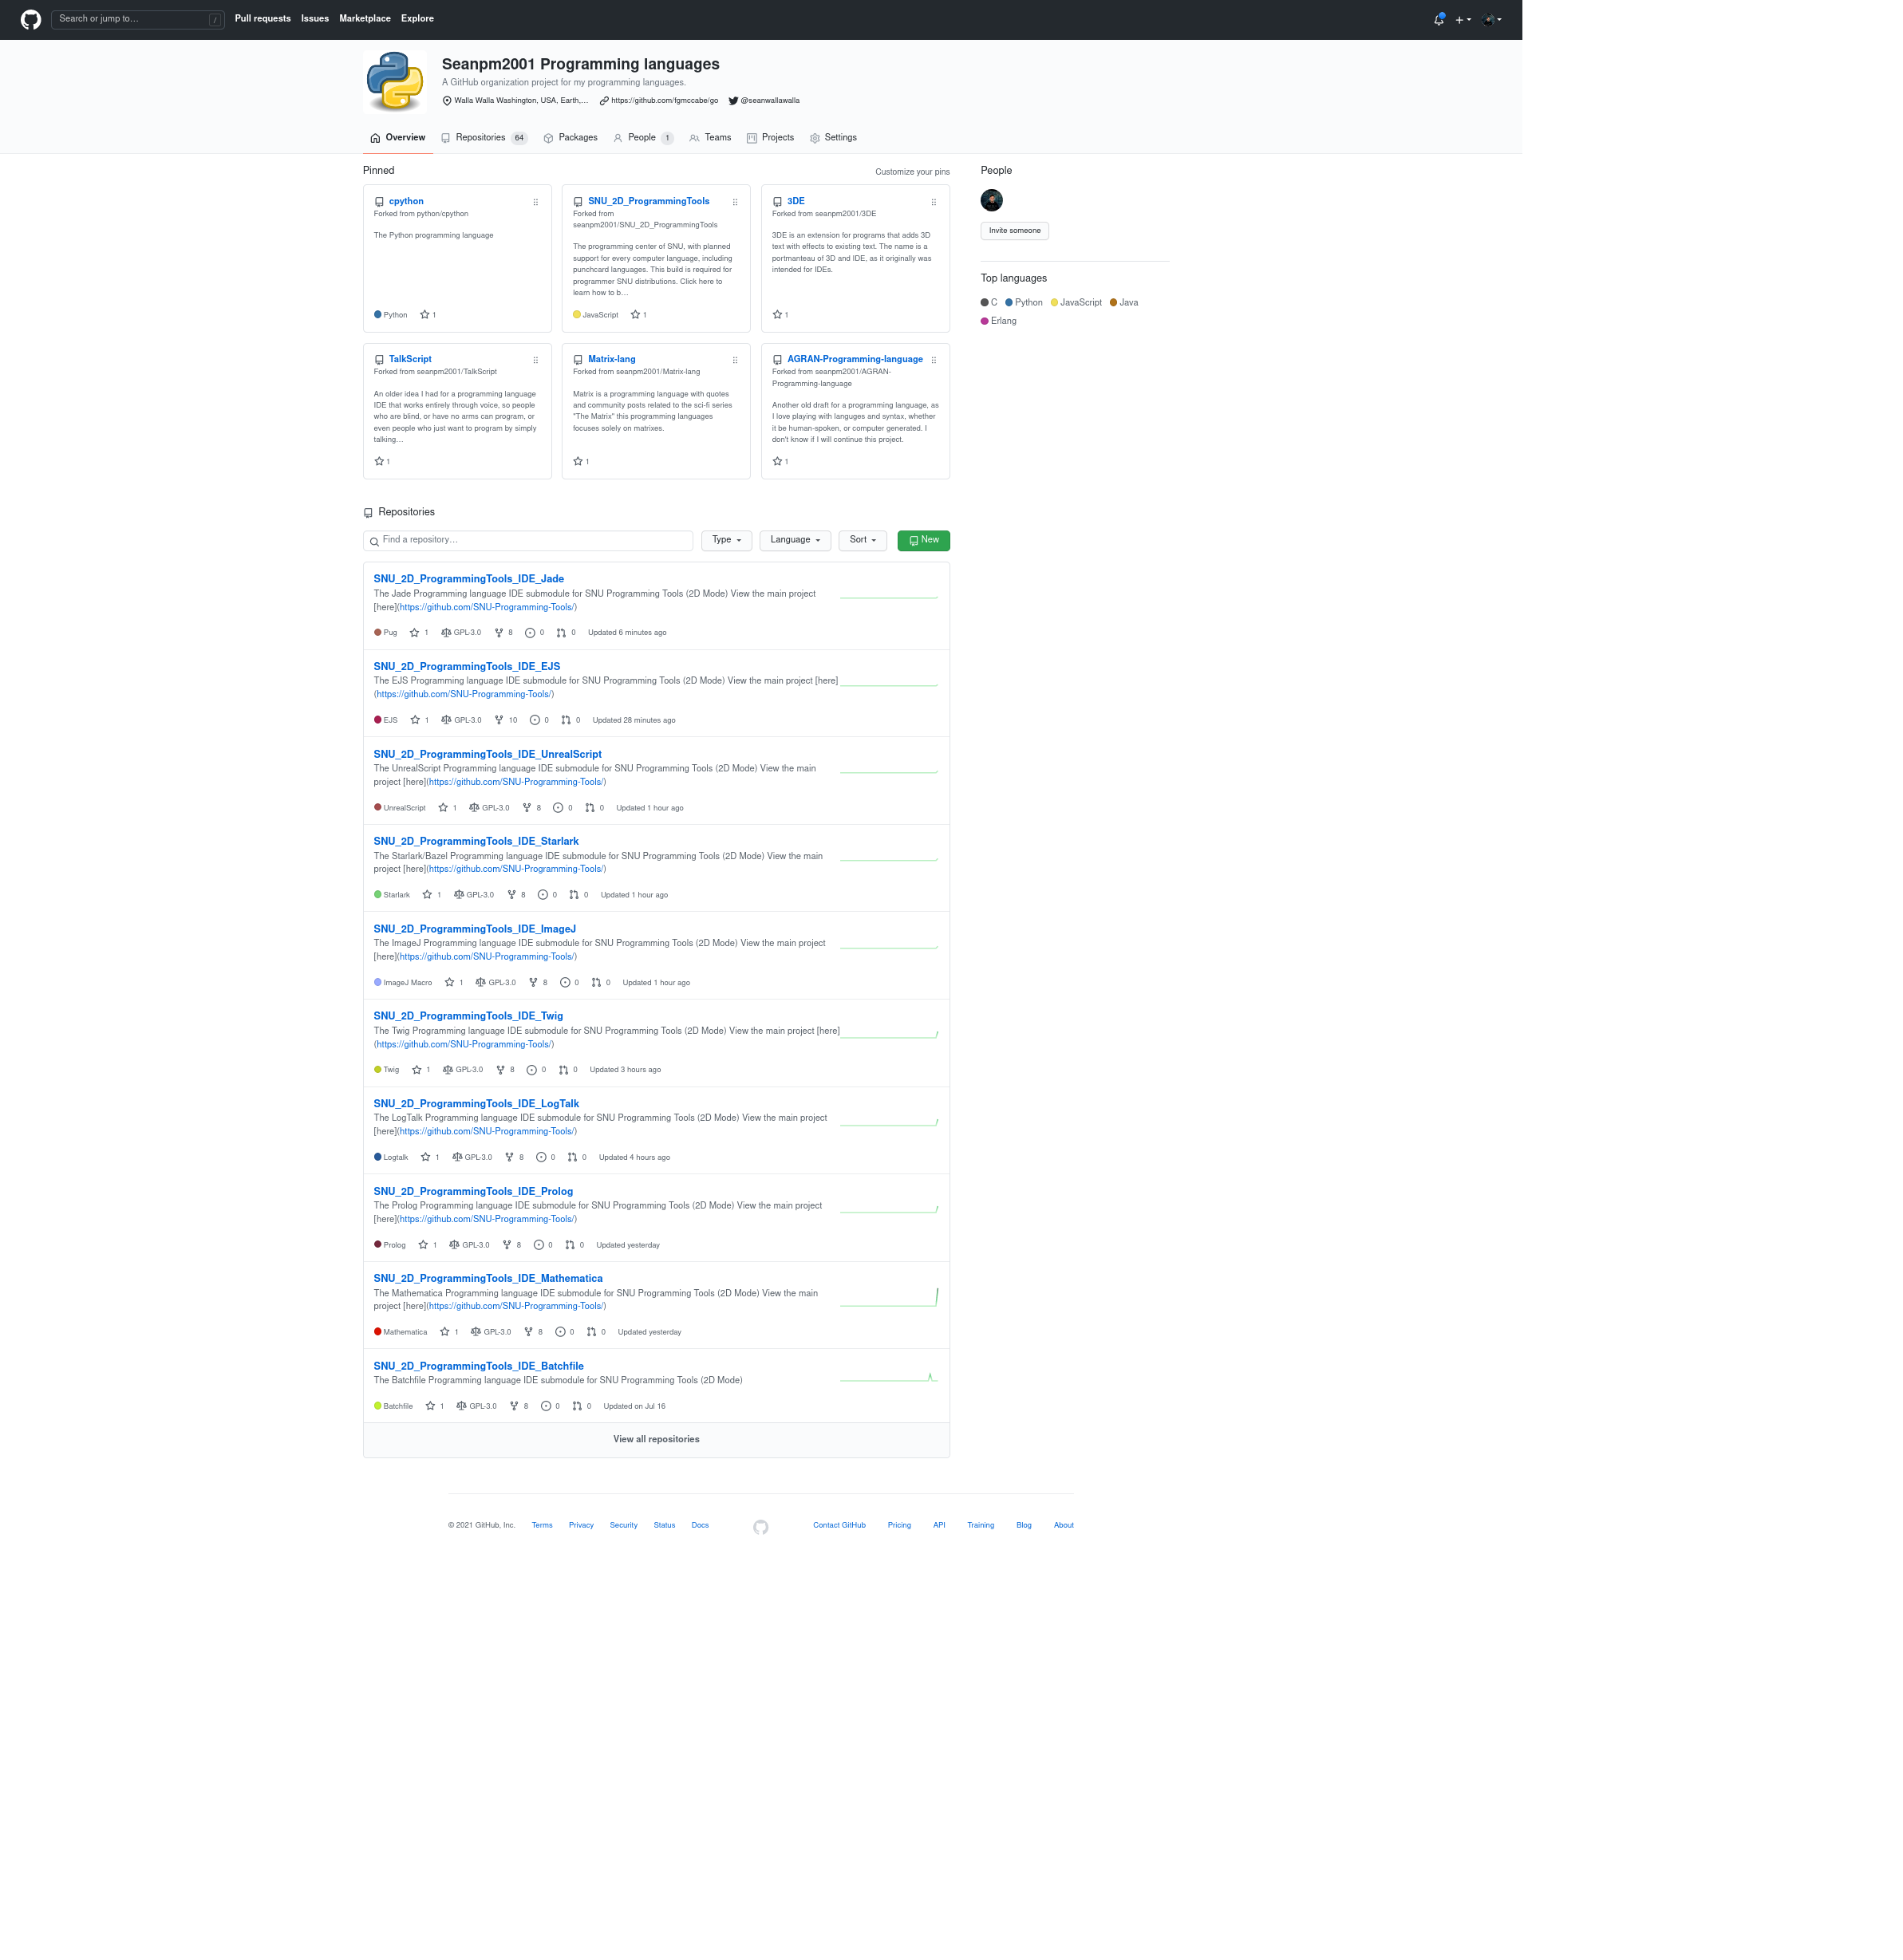 Search or jump to…
/
Pull requests Issues Marketplace Explore
Seanpm2001 Programming languages
A GitHub organization project for my programming languages.
Walla Walla Washington, USA, Earth,… https://github.com/fgmccabe/go @seanwallawalla
Overview Repositories 64 Packages People 1 Teams Projects Settings
Pinned
Customize your pins
cpython
Forked from python/cpython
The Python programming language
Python 1
SNU_2D_ProgrammingTools
Forked from
seanpm2001/SNU_2D_ProgrammingTools
The programming center of SNU, with planned
support for every computer language, including
punchcard languages. This build is required for
programmer SNU distributions. Click here to
learn how to b…
JavaScript 1
3DE
Forked from seanpm2001/3DE
3DE is an extension for programs that adds 3D
text with effects to existing text. The name is a
portmanteau of 3D and IDE, as it originally was
intended for IDEs.
1
TalkScript
Forked from seanpm2001/TalkScript
An older idea I had for a programming language
IDE that works entirely through voice, so people
who are blind, or have no arms can program, or
even people who just want to program by simply
talking…
1
Matrix-lang
Forked from seanpm2001/Matrix-lang
Matrix is a programming language with quotes
and community posts related to the sci-fi series
"The Matrix" this programming languages
focuses solely on matrixes.
1
AGRAN-Programming-language
Forked from seanpm2001/AGRAN-
Programming-language
Another old draft for a programming language, as
I love playing with languges and syntax, whether
it be human-spoken, or computer generated. I
don't know if I will continue this project.
1
People
Invite someone
Top languages
C Python JavaScript Java
Erlang
Repositories
Find a repository…
Type Language Sort New
SNU_2D_ProgrammingTools_IDE_Jade
The Jade Programming language IDE submodule for SNU Programming Tools (2D Mode) View the main project
[here](https://github.com/SNU-Programming-Tools/)
Pug 1 GPL-3.0 8 0 0 Updated 6 minutes ago
SNU_2D_ProgrammingTools_IDE_EJS
The EJS Programming language IDE submodule for SNU Programming Tools (2D Mode) View the main project [here]
(https://github.com/SNU-Programming-Tools/)
EJS 1 GPL-3.0 10 0 0 Updated 28 minutes ago
SNU_2D_ProgrammingTools_IDE_UnrealScript
The UnrealScript Programming language IDE submodule for SNU Programming Tools (2D Mode) View the main
project [here](https://github.com/SNU-Programming-Tools/)
UnrealScript 1 GPL-3.0 8 0 0 Updated 1 hour ago
SNU_2D_ProgrammingTools_IDE_Starlark
The Starlark/Bazel Programming language IDE submodule for SNU Programming Tools (2D Mode) View the main
project [here](https://github.com/SNU-Programming-Tools/)
Starlark 1 GPL-3.0 8 0 0 Updated 1 hour ago
SNU_2D_ProgrammingTools_IDE_ImageJ
The ImageJ Programming language IDE submodule for SNU Programming Tools (2D Mode) View the main project
[here](https://github.com/SNU-Programming-Tools/)
ImageJ Macro 1 GPL-3.0 8 0 0 Updated 1 hour ago
SNU_2D_ProgrammingTools_IDE_Twig
The Twig Programming language IDE submodule for SNU Programming Tools (2D Mode) View the main project [here]
(https://github.com/SNU-Programming-Tools/)
Twig 1 GPL-3.0 8 0 0 Updated 3 hours ago
SNU_2D_ProgrammingTools_IDE_LogTalk
The LogTalk Programming language IDE submodule for SNU Programming Tools (2D Mode) View the main project
[here](https://github.com/SNU-Programming-Tools/)
Logtalk 1 GPL-3.0 8 0 0 Updated 4 hours ago
SNU_2D_ProgrammingTools_IDE_Prolog
The Prolog Programming language IDE submodule for SNU Programming Tools (2D Mode) View the main project
[here](https://github.com/SNU-Programming-Tools/)
Prolog 1 GPL-3.0 8 0 0 Updated yesterday
SNU_2D_ProgrammingTools_IDE_Mathematica
The Mathematica Programming language IDE submodule for SNU Programming Tools (2D Mode) View the main
project [here](https://github.com/SNU-Programming-Tools/)
Mathematica 1 GPL-3.0 8 0 0 Updated yesterday
SNU_2D_ProgrammingTools_IDE_Batchfile
The Batchfile Programming language IDE submodule for SNU Programming Tools (2D Mode)
Batchfile 1 GPL-3.0 8 0 0 Updated on Jul 16
View all repositories
© 2021 GitHub, Inc. Terms Privacy Security Status Docs Contact GitHub Pricing API Training Blog About